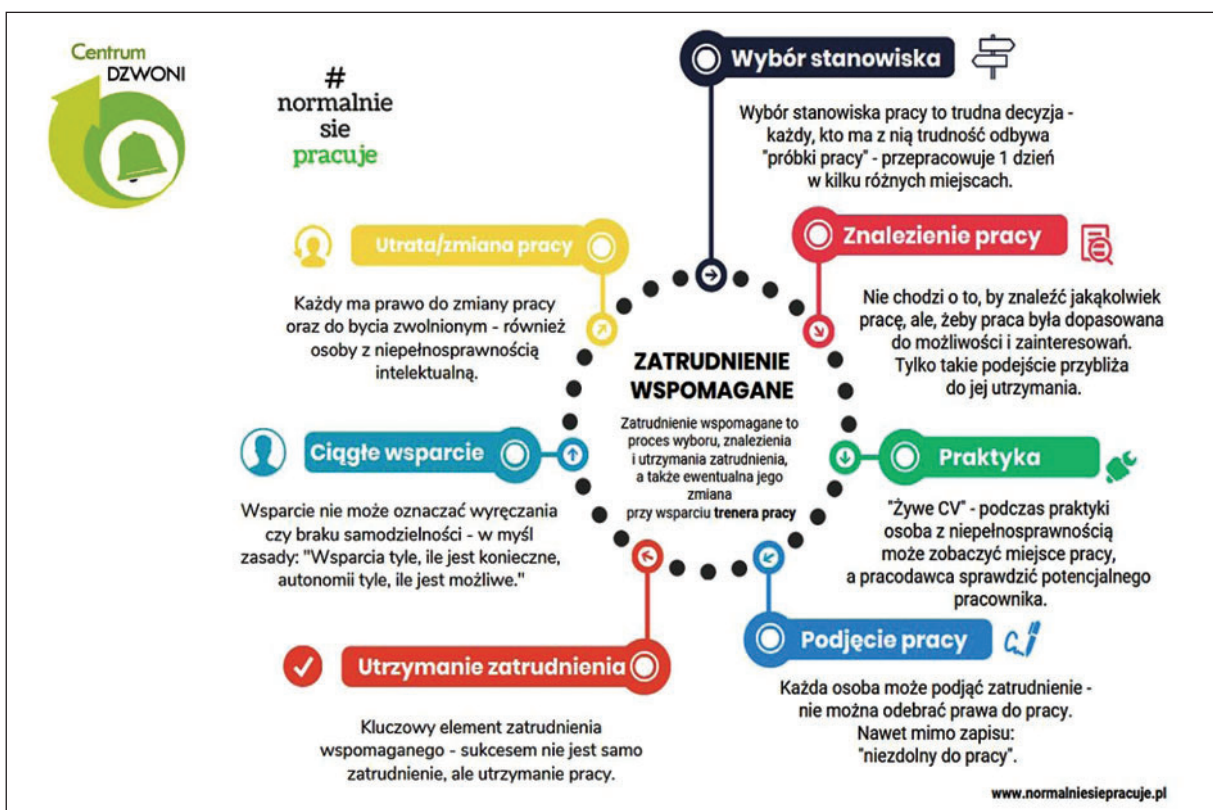 Centrum
DZWONI
#
normalnie
sie
pracuje
Wybór stanowiska
Wybór stanowiska pracy to trudna decyzja -
każdy, kto ma z nią trudność odbywa
"próbki pracy" - przepracowuje 1 dzień
w kilku różnych miejscach.
Znalezienie pracy
Nie chodzi o to, by znaleźć jakąkolwiek
pracę, ale, żeby praca była dopasowana
do możliwości i zainteresowań.
Tylko takie podejście przybliża
do jej utrzymania.
Praktyka
"Żywe CV" - podczas praktyki
osoba z niepełnosprawnością
może zobaczyć miejsce pracy,
a pracodawca sprawdzić potencjalnego
pracownika.
Podjęcie pracy
Każda osoba może podjąć zatrudnienie -
nie można odebrać prawa do pracy.
Nawet mimo zapisu:
"niezdolny do pracy".
Utrzymanie zatrudnienia
Kluczowy element zatrudnienia
wspomaganego - sukcesem nie jest samo
zatrudnienie, ale utrzymanie pracy.
Ciągłe wsparcie
Wsparcie nie może oznaczać wyręczania
czy braku samodzielności - w myśl
zasady: "Wsparcia tyle, ile jest konieczne,
autonomii tyle, ile jest możliwe."
Utrata/zmiana pracy
Każdy ma prawo do zmiany pracy
oraz do bycia zwolnionym - również
osoby z niepełnosprawnością
intelektualną.
ZATRUDNIENIE
WSPOMAGANE
Zatrudnienie wspomagane to
proces wyboru, znalezienia
i utrzymania zatrudnienia,
a także ewentualna jego
zmiana
przy wsparciu trenera pracy
www.normalniesiepracuje.pl